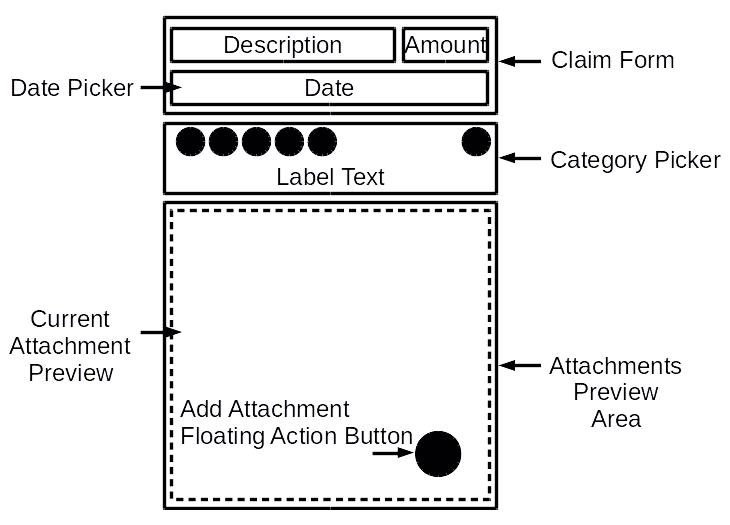 Description
Amount
Claim Form
Date Picker
Date
Category Picker
Label Text
Current
Attachment
Preview
Attachments
Preview
Area
Add Attachment
Floating Action Button